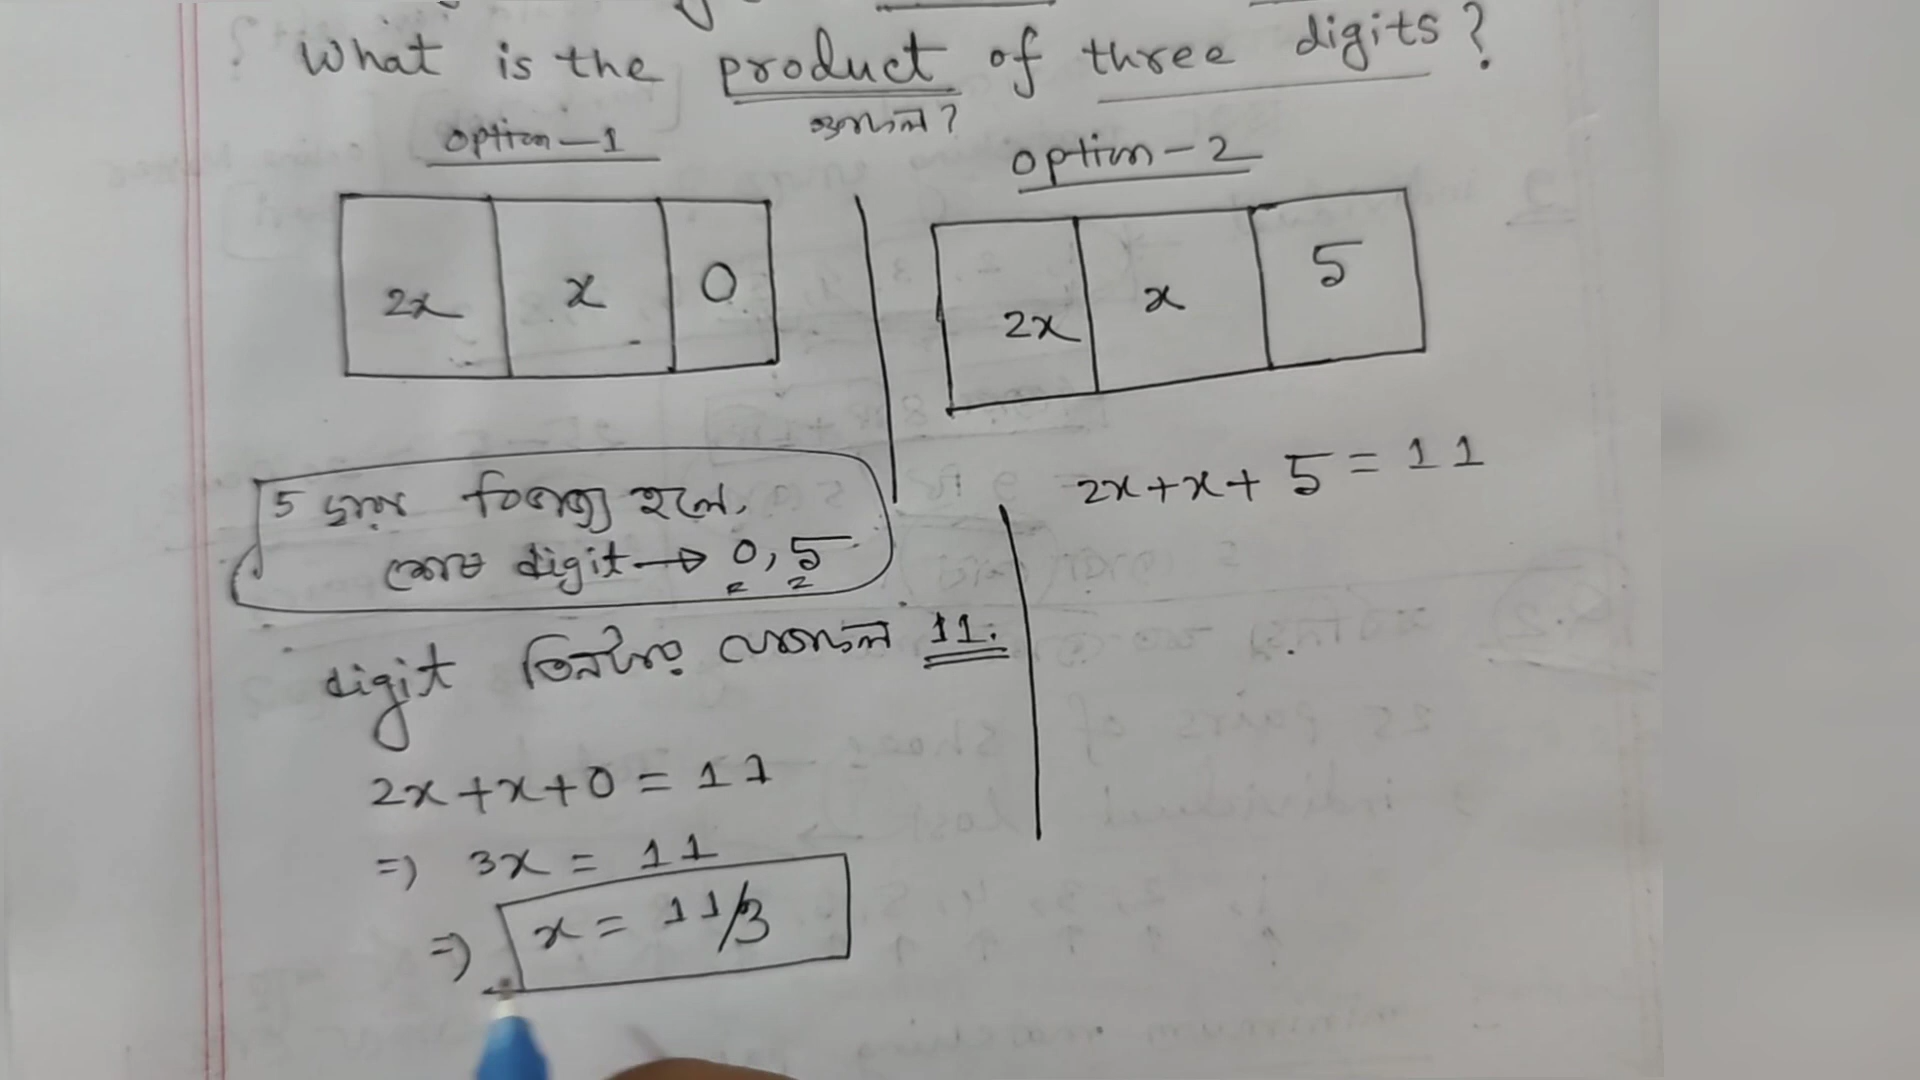 What is the product of three digits?
গুণফল?
option-1
option-2
2x x 0
2x x 5
5 দ্বারা বিভাজ্য হলে,
শেষ digit → 0, 5
digit তিনটার যোগফল 11.
2x+x+0 = 11
=) 3x = 11
=) x = 11/3
2x+x+ 5 = 11